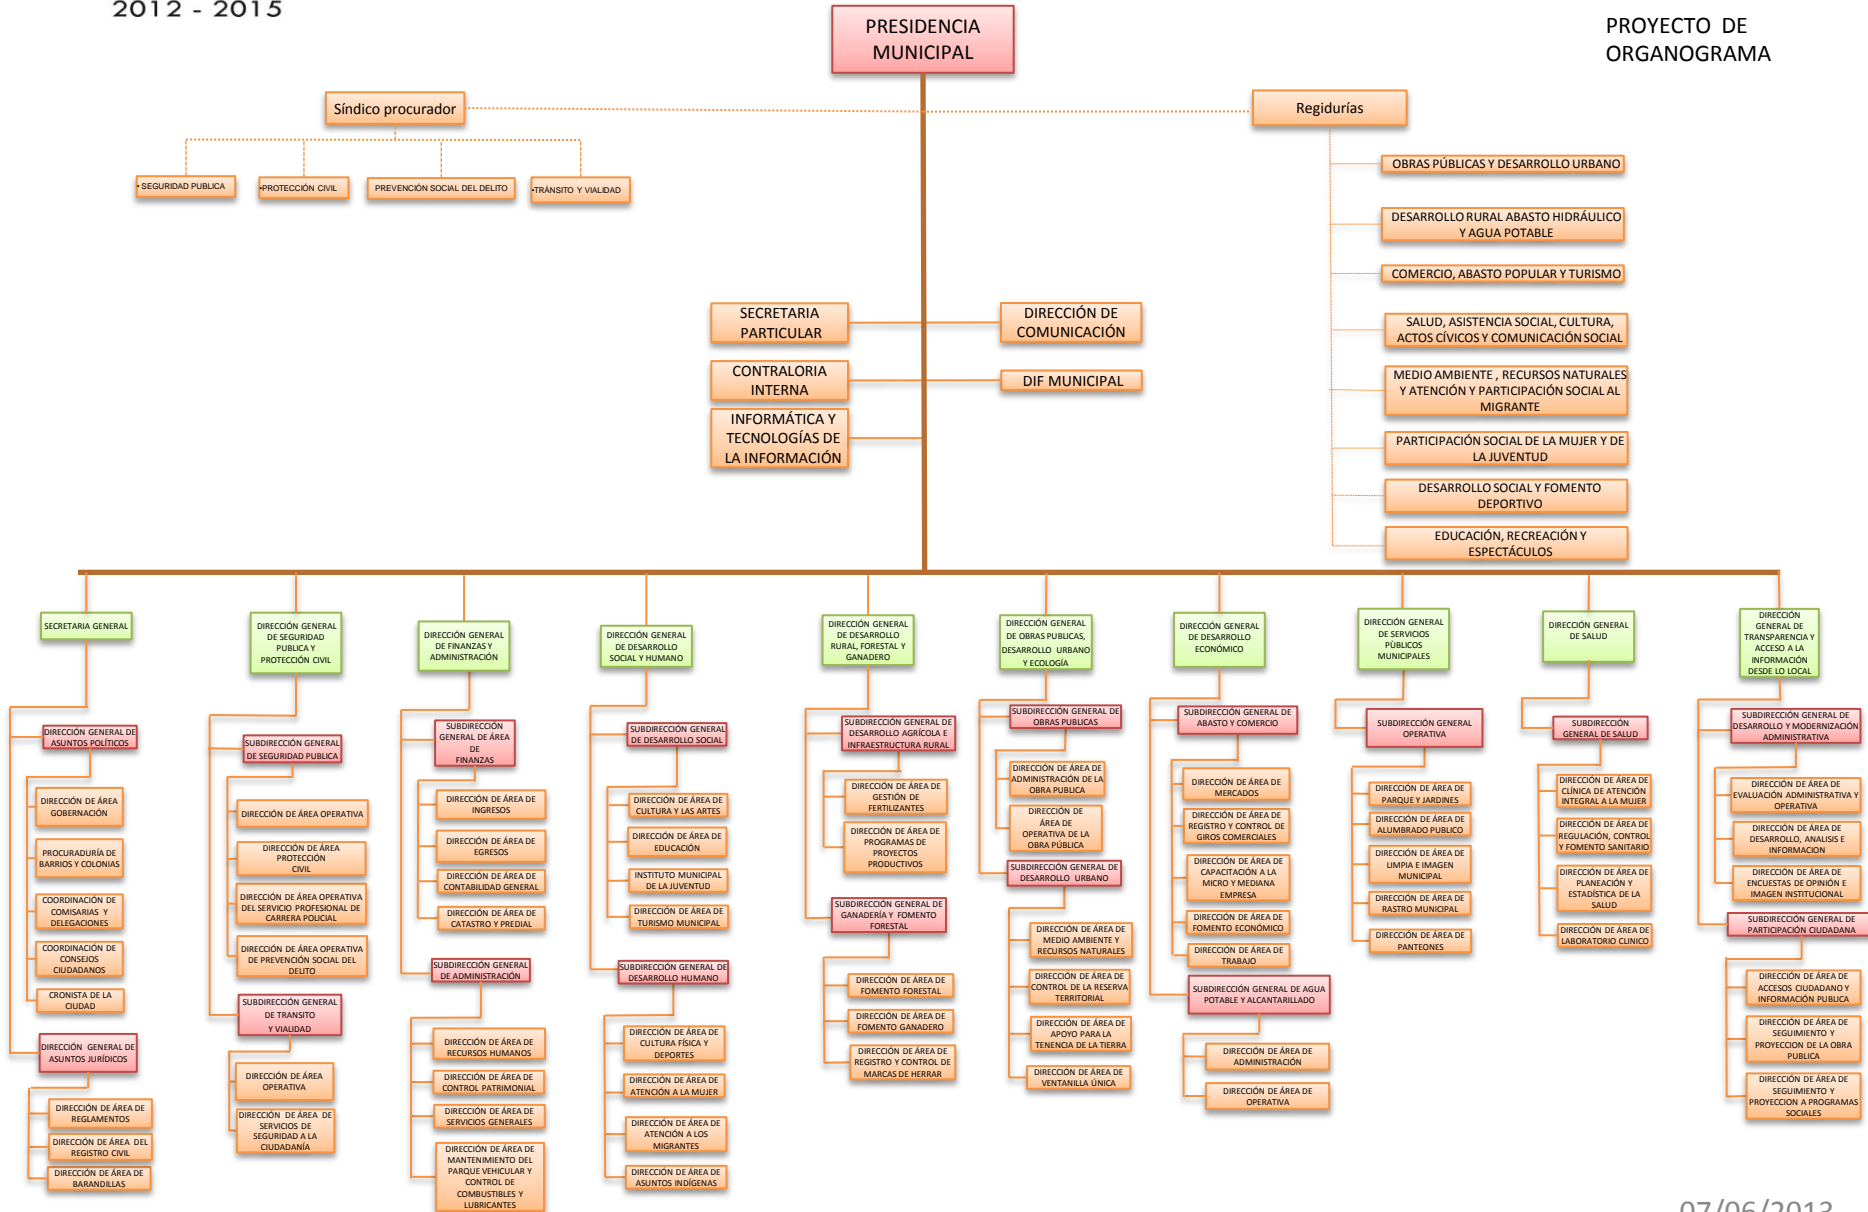 2012 - 2015
PRESIDENCIA
MUNICIPAL
PROYECTO DE
ORGANOGRAMA
Síndico procurador
Regidurías
• SEGURIDAD PUBLICA
•PROTECCIÓN CIVIL
PREVENCIÓN SOCIAL DEL DELITO
•TRÁNSITO Y VIALIDAD
OBRAS PÚBLICAS Y DESARROLLO URBANO
DESARROLLO RURAL ABASTO HIDRÁULICO
Y AGUA POTABLE
COMERCIO, ABASTO POPULAR Y TURISMO
SALUD, ASISTENCIA SOCIAL, CULTURA,
ACTOS CÍVICOS Y COMUNICACIÓN SOCIAL
MEDIO AMBIENTE , RECURSOS NATURALES
Y ATENCIÓN Y PARTICIPACIÓN SOCIAL AL
MIGRANTE
PARTICIPACIÓN SOCIAL DE LA MUJER Y DE
LA JUVENTUD
DESARROLLO SOCIAL Y FOMENTO
DEPORTIVO
EDUCACIÓN, RECREACIÓN Y
ESPECTÁCULOS
SECRETARIA
PARTICULAR
DIRECCIÓN DE
COMUNICACIÓN
CONTRALORIA
INTERNA
DIF MUNICIPAL
INFORMÁTICA Y
TECNOLOGÍAS DE
LA INFORMACIÓN
SECRETARIA GENERAL
DIRECCIÓN GENERAL DE
ASUNTOS POLÍTICOS
DIRECCIÓN DE ÁREA
GOBERNACIÓN
PROCURADURÍA DE
BARRIOS Y COLONIAS
COORDINACIÓN DE
COMISARIAS Y
DELEGACIONES
COORDINACIÓN DE
CONSEJOS
CIUDADANOS
CRONISTA DE LA
CIUDAD
DIRECCIÓN GENERAL DE
ASUNTOS JURÍDICOS
DIRECCIÓN DE ÁREA DE
REGLAMENTOS
DIRECCIÓN DE ÁREA DEL
REGISTRO CIVIL
DIRECCIÓN DE ÁREA DE
BARANDILLAS
DIRECCIÓN GENERAL
DE SEGURIDAD
PUBLICA Y
PROTECCIÓN CIVIL
SUBDIRECCIÓN GENERAL
DE SEGURIDAD PUBLICA
DIRECCIÓN DE ÁREA OPERATIVA
DIRECCIÓN DE ÁREA
PROTECCIÓN
CIVIL
DIRECCIÓN DE ÁREA OPERATIVA
DEL SERVICIO PROFESIONAL DE
CARRERA POLICIAL
DIRECCIÓN DE ÁREA OPERATIVA
DE PREVENCIÓN SOCIAL DEL
DELITO
SUBDIRECCIÓN GENERAL
DE TRANSITO
Y VIALIDAD
DIRECCIÓN DE ÁREA
OPERATIVA
DIRECCIÓN DE ÁREA DE
SERVICIOS DE
SEGURIDAD A LA
CIUDADANÍA
DIRECCIÓN GENERAL
DE FINANZAS Y
ADMINISTRACIÓN
SUBDIRECCIÓN
GENERAL DE ÁREA
DE
FINANZAS
DIRECCIÓN DE ÁREA DE
INGRESOS
DIRECCIÓN DE ÁREA DE
EGRESOS
DIRECCIÓN DE ÁREA DE
CONTABILIDAD GENERAL
DIRECCIÓN DE ÁREA DE
CATASTRO Y PREDIAL
SUBDIRECCIÓN GENERAL
DE ADMINISTRACIÓN
DIRECCIÓN DE ÁREA DE
RECURSOS HUMANOS
DIRECCIÓN DE ÁREA DE
CONTROL PATRIMONIAL
DIRECCIÓN DE ÁREA DE
SERVICIOS GENERALES
DIRECCIÓN DE ÁREA DE
MANTENIMIENTO DEL
PARQUE VEHICULAR Y
CONTROL DE
COMBUSTIBLES Y
LUBRICANTES
DIRECCIÓN GENERAL
DE DESARROLLO
SOCIAL Y HUMANO
SUBDIRECCIÓN GENERAL
DE DESARROLLO SOCIAL
DIRECCIÓN DE ÁREA DE
CULTURA Y LAS ARTES
DIRECCIÓN DE ÁREA DE
EDUCACIÓN
INSTITUTO MUNICIPAL
DE LA JUVENTUD
DIRECCIÓN DE ÁREA DE
TURISMO MUNICIPAL
SUBDIRECCIÓN GENERAL DE
DESARROLLO HUMANO
DIRECCIÓN DE ÁREA DE
CULTURA FÍSICA Y
DEPORTES
DIRECCIÓN DE ÁREA DE
ATENCIÓN A LA MUJER
DIRECCIÓN DE ÁREA DE
ATENCIÓN A LOS
MIGRANTES
DIRECCIÓN DE ÁREA DE
ASUNTOS INDÍGENAS
DIRECCIÓN GENERAL
DE DESARROLLO
RURAL, FORESTAL Y
GANADERO
SUBDIRECCIÓN GENERAL DE
DESARROLLO AGRÍCOLA E
INFRAESTRUCTURA RURAL
DIRECCIÓN DE ÁREA DE
GESTIÓN DE
FERTILIZANTES
DIRECCIÓN DE ÁREA DE
PROGRAMAS DE
PROYECTOS
PRODUCTIVOS
SUBDIRECCIÓN GENERAL DE
GANADERÍA Y FOMENTO
FORESTAL
DIRECCIÓN DE ÁREA DE
FOMENTO FORESTAL
DIRECCIÓN DE ÁREA DE
FOMENTO GANADERO
DIRECCIÓN DE ÁREA DE
REGISTRO Y CONTROL DE
MARCAS DE HERRAR
DIRECCIÓN GENERAL
DE OBRAS PUBLICAS,
DESARROLLO URBANO
Y ECOLOGÍA
SUBDIRECCIÓN GENERAL DE
OBRAS PUBLICAS
DIRECCIÓN DE ÁREA DE
ADMINISTRACIÓN DE LA
OBRA PUBLICA
DIRECCIÓN DE
ÁREA DE
OPERATIVA DE LA
OBRA PÚBLICA
SUBDIRECCIÓN GENERAL DE
DESARROLLO URBANO
DIRECCIÓN DE ÁREA DE
MEDIO AMBIENTE Y
RECURSOS NATURALES
DIRECCIÓN DE ÁREA DE
CONTROL DE LA RESERVA
TERRITORIAL
DIRECCIÓN DE ÁREA DE
APOYO PARA LA
TENENCIA DE LA TIERRA
DIRECCIÓN DE ÁREA DE
VENTANILLA ÚNICA
DIRECCIÓN GENERAL
DE DESARROLLO
ECONÓMICO
SUBDIRECCIÓN GENERAL DE
ABASTO Y COMERCIO
DIRECCIÓN DE ÁREA DE
MERCADOS
DIRECCIÓN DE ÁREA DE
REGISTRO Y CONTROL DE
GIROS COMERCIALES
DIRECCIÓN DE ÁREA DE
CAPACITACIÓN A LA
MICRO Y MEDIANA
EMPRESA
DIRECCIÓN DE ÁREA DE
FOMENTO ECONÓMICO
DIRECCIÓN DE ÁREA DE
TRABAJO
SUBDIRECCIÓN GENERAL DE AGUA
POTABLE Y ALCANTARILLADO
DIRECCIÓN DE ÁREA DE
ADMINISTRACIÓN
DIRECCIÓN DE ÁREA DE
OPERATIVA
DIRECCIÓN GENERAL
DE SERVICIOS
PÙBLICOS
MUNICIPALES
SUBDIRECCIÓN GENERAL
OPERATIVA
DIRECCIÓN DE ÁREA DE
PARQUE Y JARDINES
DIRECCIÓN DE ÁREA DE
ALUMBRADO PUBLICO
DIRECCIÓN DE ÁREA DE
LIMPIA E IMAGEN
MUNICIPAL
DIRECCIÓN DE ÁREA DE
RASTRO MUNICIPAL
DIRECCIÓN DE ÁREA DE
PANTEONES
DIRECCIÓN GENERAL
DE SALUD
SUBDIRECCIÓN
GENERAL DE SALUD
DIRECCIÓN DE ÁREA DE
CLÍNICA DE ATENCIÓN
INTEGRAL A LA MUJER
DIRECCIÓN DE ÁREA DE
REGULACIÓN, CONTROL
Y FOMENTO SANITARIO
DIRECCIÓN DE ÁREA DE
PLANEACIÓN Y
ESTADÍSTICA DE LA
SALUD
DIRECCIÓN DE ÁREA DE
LABORATORIO CLINICO
DIRECCIÓN
GENERAL DE
TRANSPARENCIA Y
ACCESO A LA
INFORMACIÓN
DESDE LO LOCAL
SUBDIRECCIÓN GENERAL DE
DESARROLLO Y MODERNIZACIÓN
ADMINISTRATIVA
DIRECCIÓN DE ÁREA DE
EVALUACIÓN ADMINISTRATIVA Y
OPERATIVA
DIRECCIÓN DE ÁREA DE
DESARROLLO, ANALISIS E
INFORMACION
DIRECCIÓN DE ÁREA DE
ENCUESTAS DE OPINIÓN E
IMAGEN INSTITUCIONAL
SUBDIRECCIÓN GENERAL DE
PARTICIPACIÓN CIUDADANA
DIRECCIÓN DE ÁREA DE
ACCESOS CIUDADANO Y
INFORMACIÓN PUBLICA
DIRECCIÓN DE ÁREA DE
SEGUIMIENTO Y
PROYECCION DE LA OBRA
PUBLICA
DIRECCIÓN DE ÁREA DE
SEGUIMIENTO Y
PROYECCION A PROGRAMAS
SOCIALES
07/06/2013